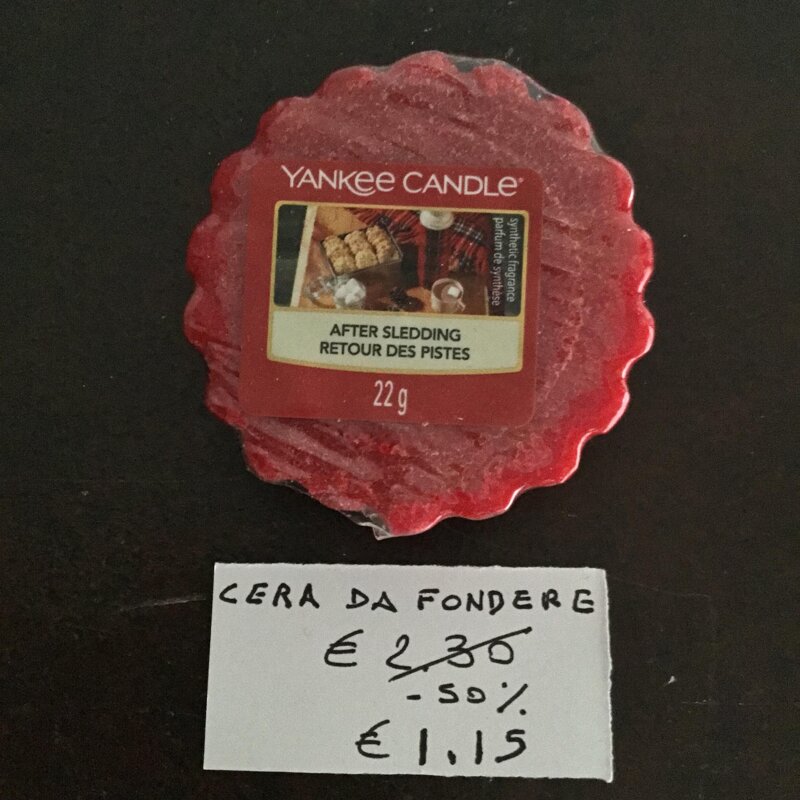 YANKEE CANDLE®
synthetic fragrance
parfum de synthèse
AFTER SLEDDING
RETOUR DES PISTES
22 g
CERA DA FONDERE
€ 2.30
-50%
€ 1.15